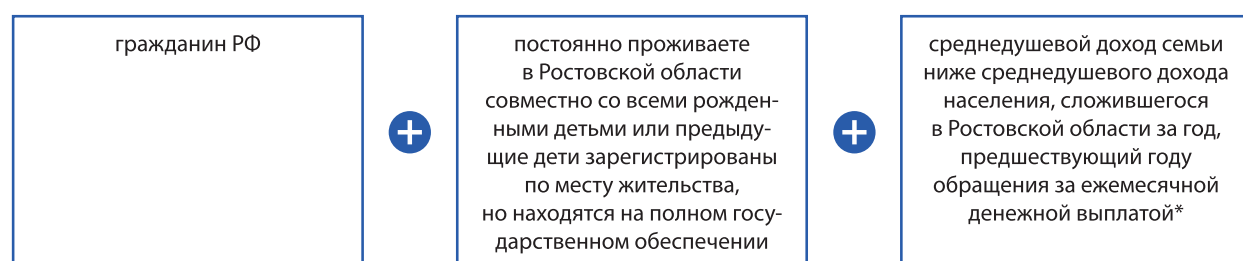 гражданин РФ
постоянно проживаете
в Ростовской области
совместно со всеми рожден-
ными детьми или предыду-
щие дети зарегистрированы
по месту жительства,
но находятся на полном госу-
дарственном обеспечении
среднедушевой доход семьи
ниже среднедушевого дохода
населения, сложившегося
в Ростовской области за год,
предшествующий году
обращения за ежемесячной
денежной выплатой*